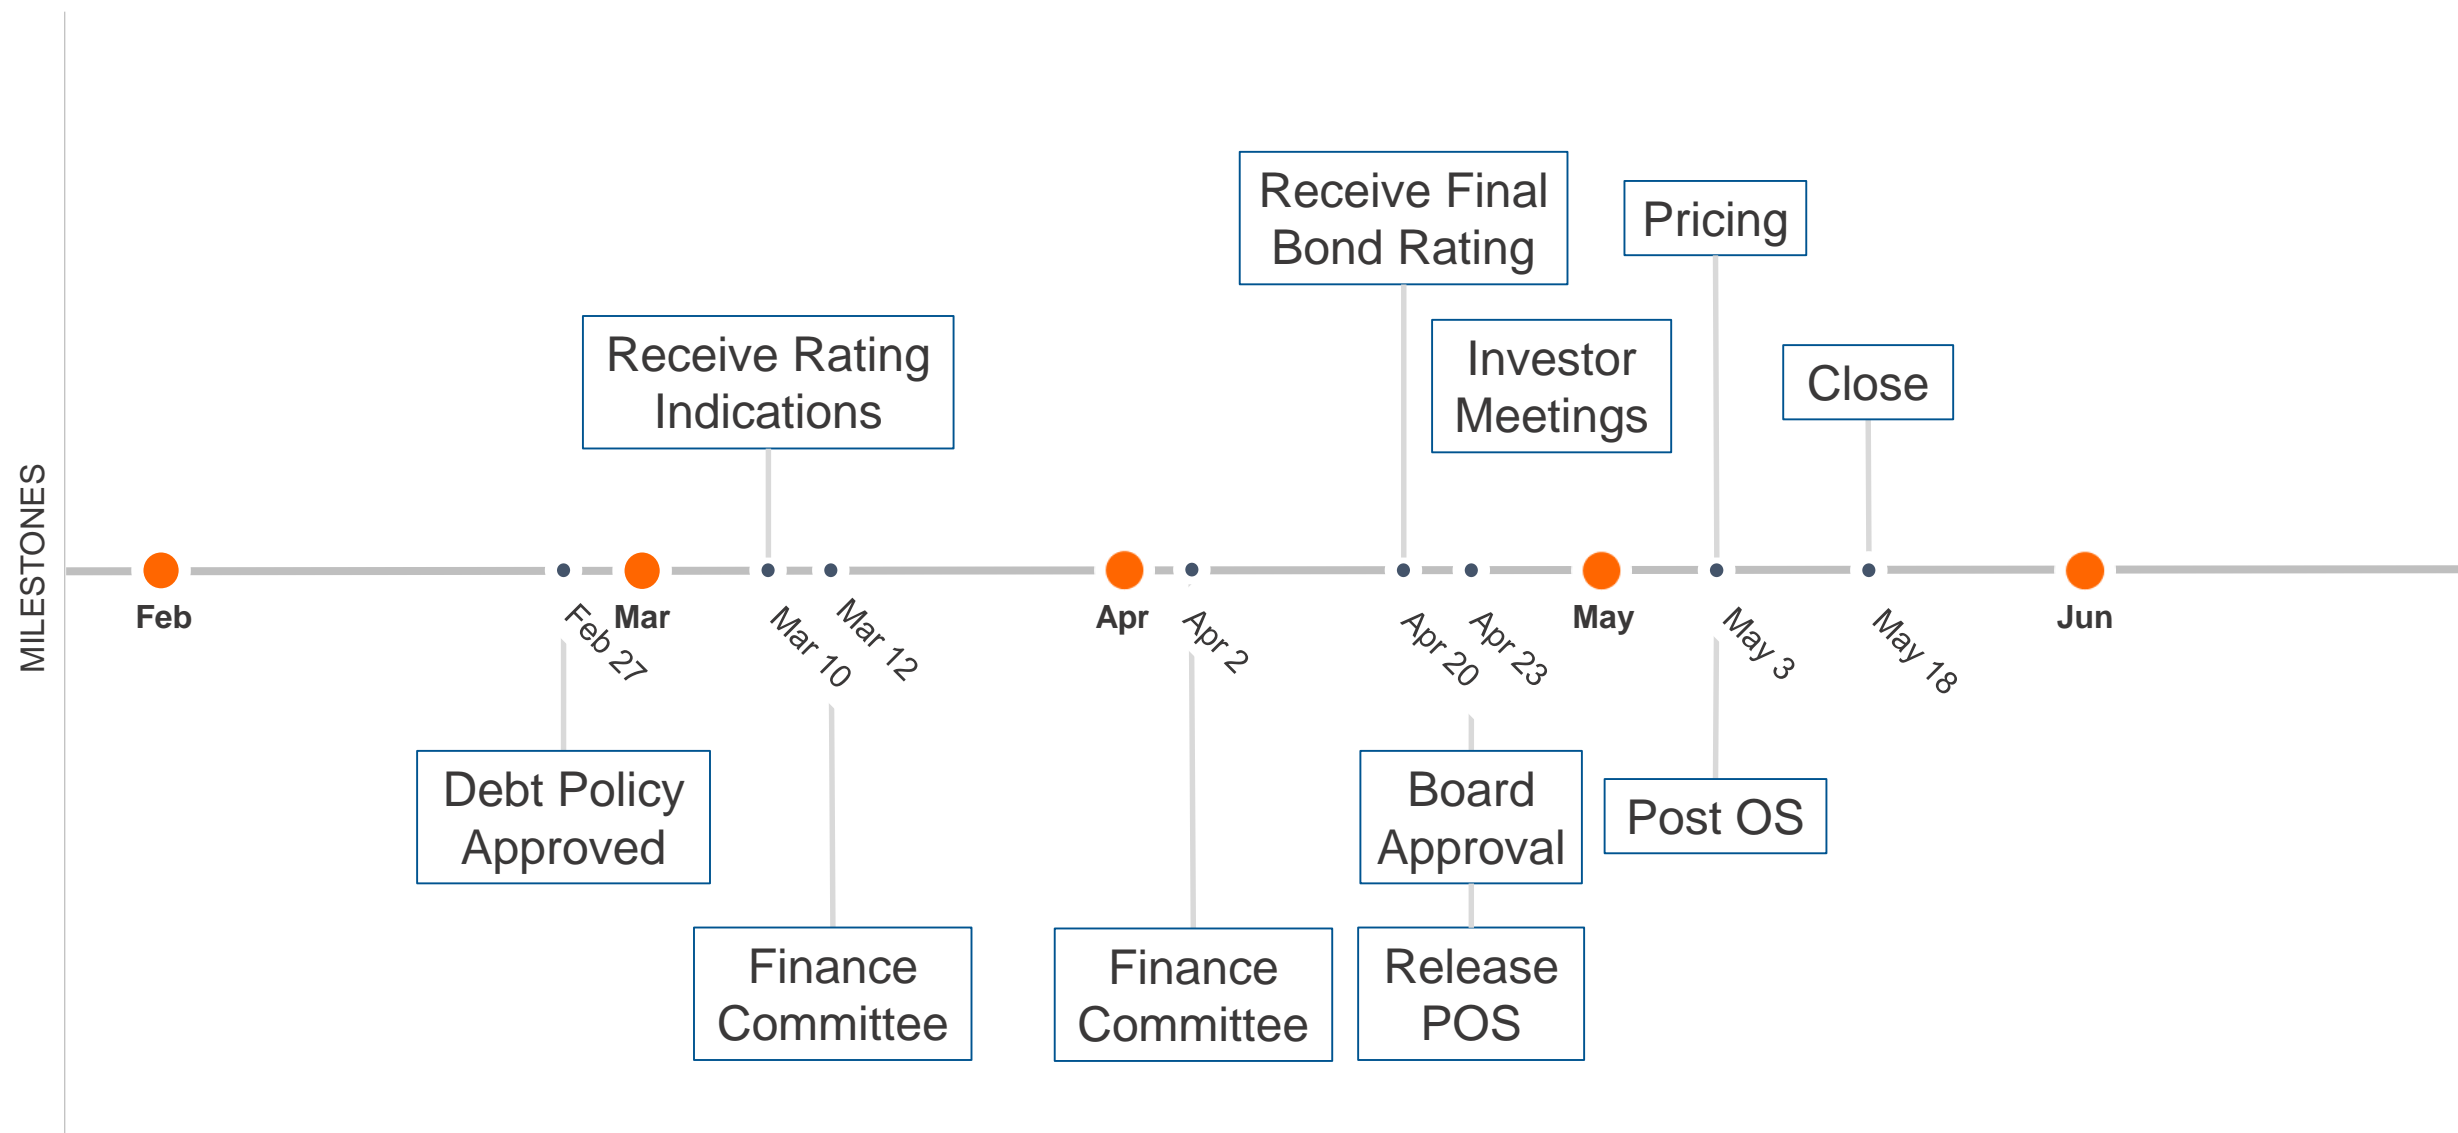 MILESTONES
Receive Final
Bond Rating
Pricing
Receive Rating
Indications
Investor
Meetings
Close
Feb
Feb 27
Mar
Mar 10
Mar 12
Apr
Apr 2
Apr 20
Apr 23
May
May 3
May 18
Jun
Debt Policy
Approved
Board
Approval
Post OS
Finance
Committee
Finance
Committee
Release
POS